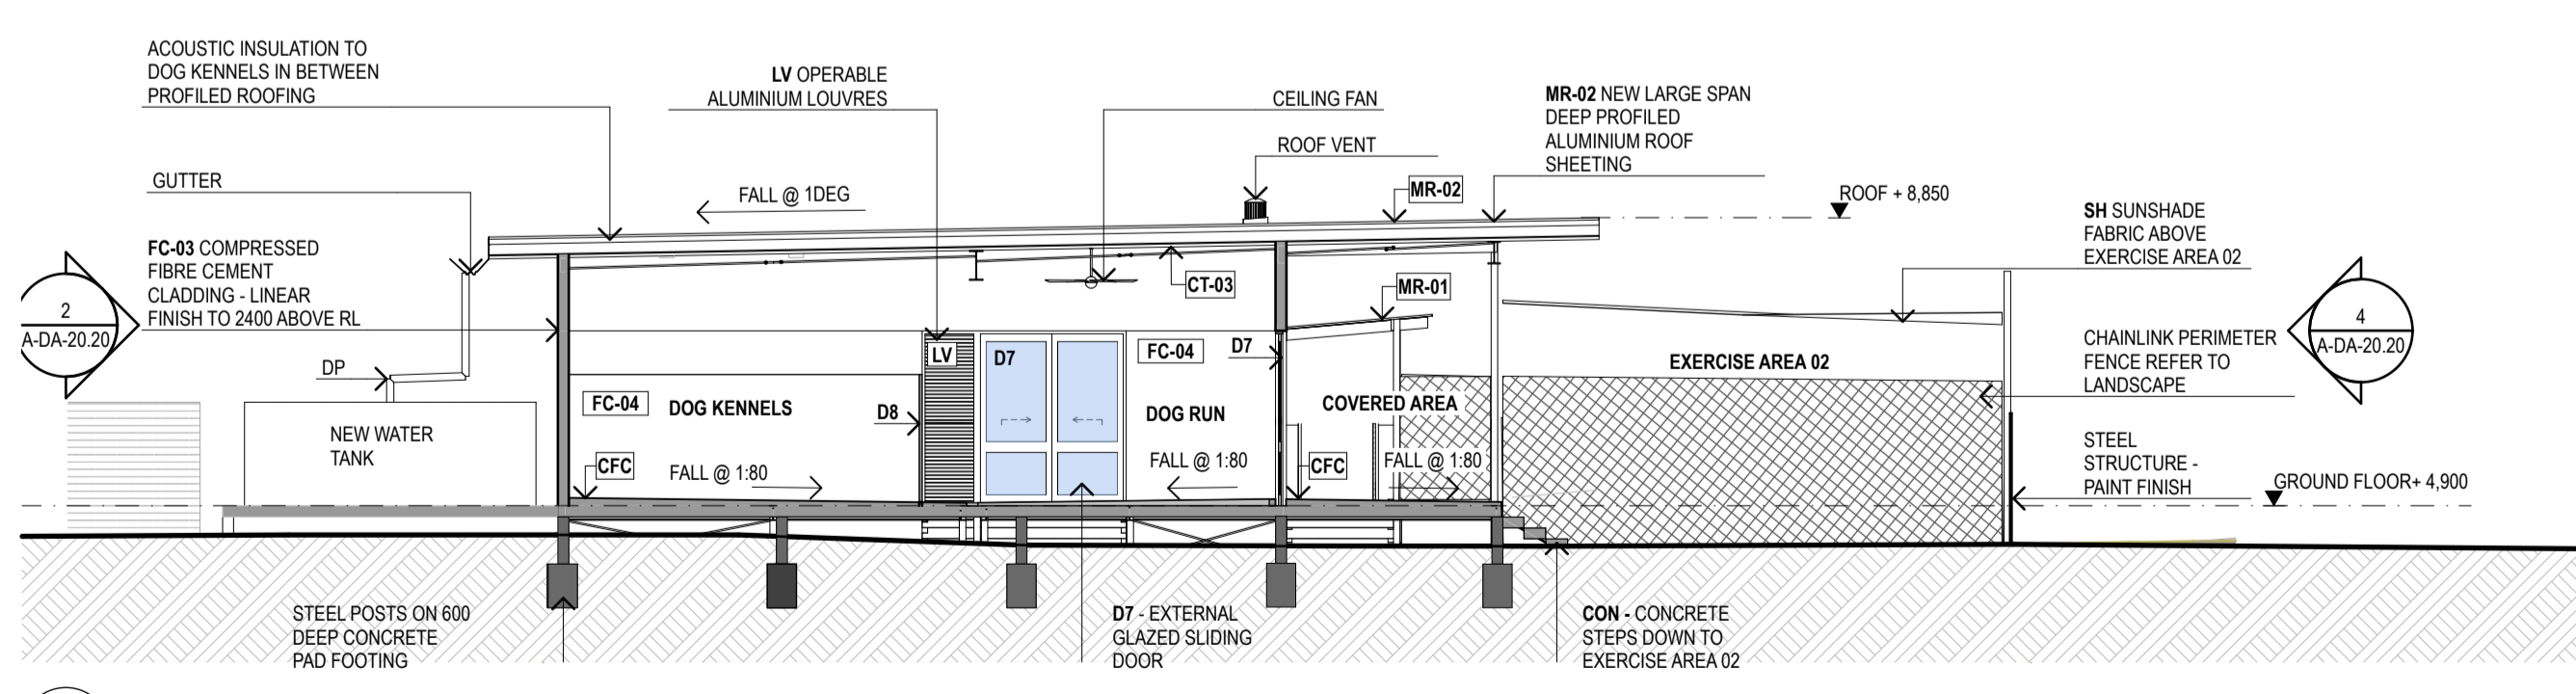 ACOUSTIC INSULATION TO
DOG KENNELS IN BETWEEN
PROFILED ROOFING
LV OPERABLE
ALUMINIUM LOUVRES
CEILING FAN
ROOF VENT
MR-02 NEW LARGE SPAN
DEEP PROFILED
ALUMINIUM ROOF
SHEETING
GUTTER
FALL @ 1DEG
MR-02
ROOF + 8,850
SH SUNSHADE
FABRIC ABOVE
EXERCISE AREA 02
FC-03 COMPRESSED
FIBRE CEMENT
CLADDING - LINEAR
FINISH TO 2400 ABOVE RL
2
A-DA-20.20
CT-03
MR-01
4
A-DA-20.20
CHAINLINK PERIMETER
FENCE REFER TO
LANDSCAPE
DP
LV
D7
FC-04
D7
EXERCISE AREA 02
FC-04
DOG KENNELS
D8
DOG RUN
COVERED AREA
NEW WATER
TANK
CFC
FALL @ 1:80
FALL @ 1:80
CFC
FALL @ 1:80
STEEL
STRUCTURE -
PAINT FINISH
GROUND FLOOR+ 4,900
STEEL POSTS ON 600
DEEP CONCRETE
PAD FOOTING
D7 - EXTERNAL
GLAZED SLIDING
DOOR
CON - CONCRETE
STEPS DOWN TO
EXERCISE AREA 02